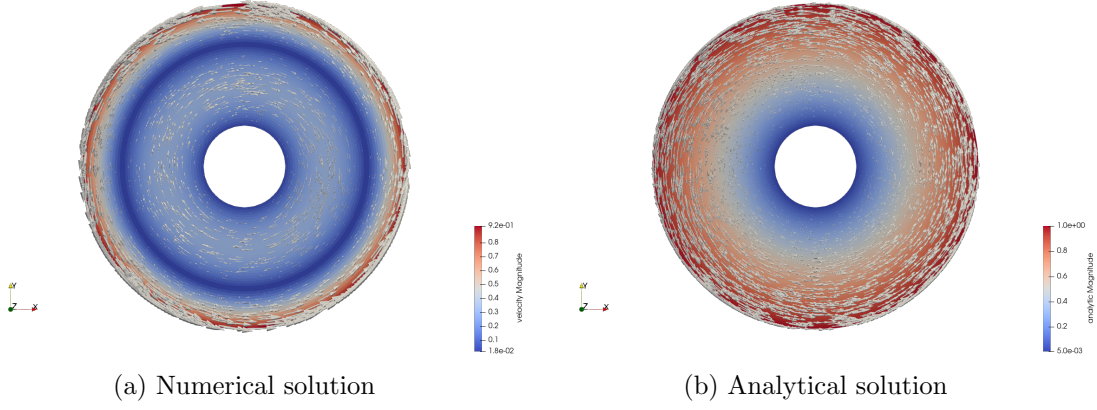 9.2e-01
0.8
0.7
0.6
0.5
0.4
0.3
0.2
0.1
1.8e-02
velocity Magnitude
Y
Z
X
1.0e+00
0.8
0.6
0.4
0.2
5.0e-03
analytic Magnitude
Y
Z
X
(a) Numerical solution
(b) Analytical solution